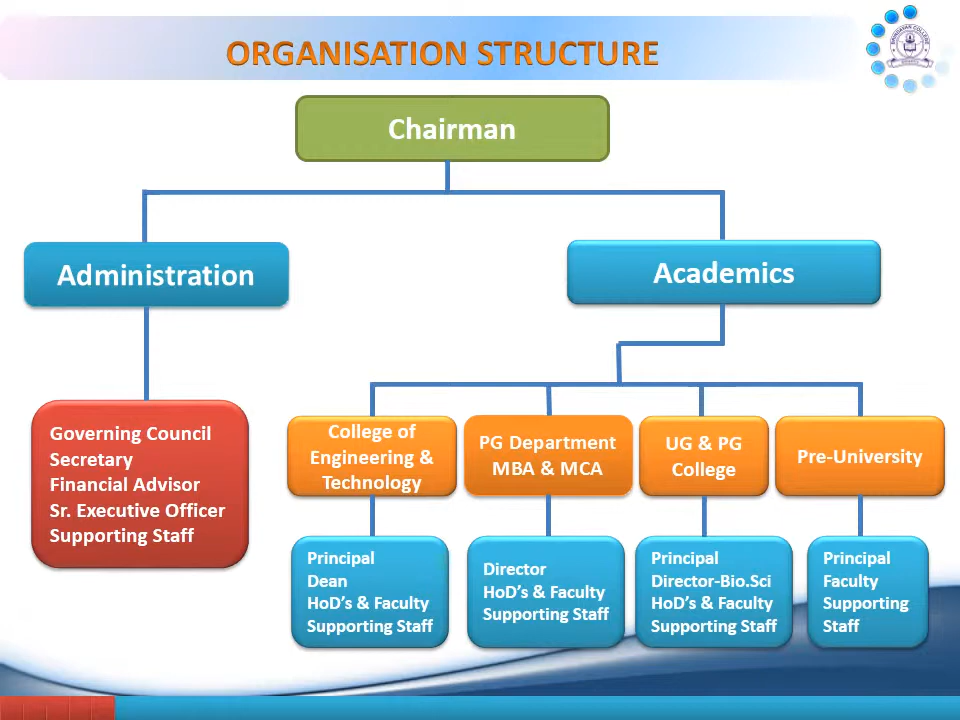 ORGANISATION STRUCTURE
Chairman
Administration
Academics
Governing Council
Secretary
Financial Advisor
Sr. Executive Officer
Supporting Staff
College of
Engineering &
Technology
PG Department
MBA & MCA
UG & PG
College
Pre-University
Principal
Dean
HoD's & Faculty
Supporting Staff
Director
HoD's & Faculty
Supporting Staff
Principal
Director-Bio.Sci
HoD's & Faculty
Supporting Staff
Principal
Faculty
Supporting
Staff